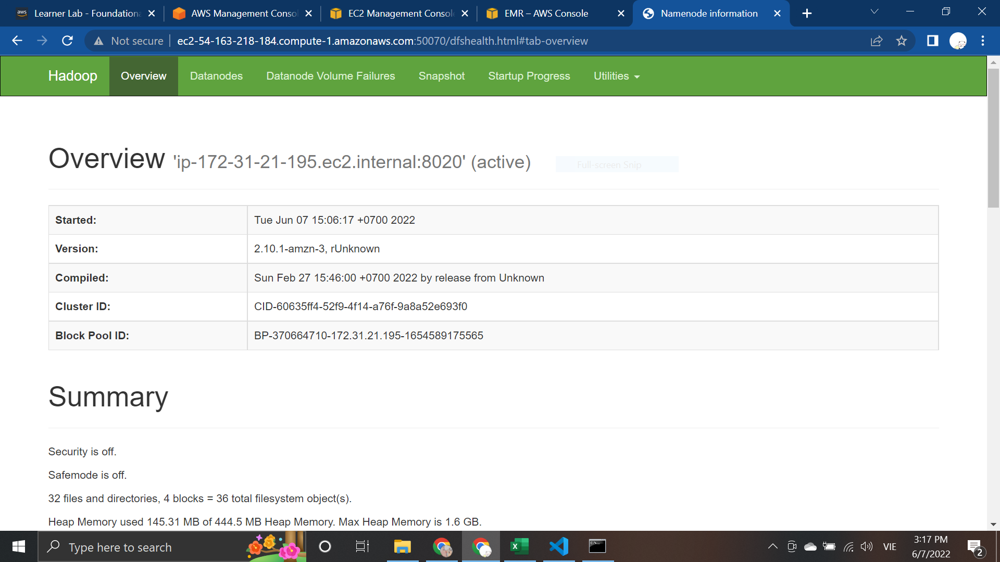 Learner Lab - Foundationa
AWS Management Consol
EC2 Management Console
EMR – AWS Console
Namenode information
Not secure
ec2-54-163-218-184.compute-1.amazonaws.com:50070/dfshealth.html#tab-overview
Hadoop Overview Datanodes Datanode Volume Failures Snapshot Startup Progress Utilities
Overview 'ip-172-31-21-195.ec2.internal:8020' (active)
Full-screen Snip
Started: Tue Jun 07 15:06:17 +0700 2022
Version: 2.10.1-amzn-3, rUnknown
Compiled: Sun Feb 27 15:46:00 +0700 2022 by release from Unknown
Cluster ID: CID-60635ff4-52f9-4f14-a76f-9a8a52e693f0
Block Pool ID: BP-370664710-172.31.21.195-1654589175565
Summary
Security is off.
Safemode is off.
32 files and directories, 4 blocks = 36 total filesystem object(s).
Heap Memory used 145.31 MB of 444.5 MB Heap Memory. Max Heap Memory is 1.6 GB.
Type here to search
VIE
3:17 PM
6/7/2022
2